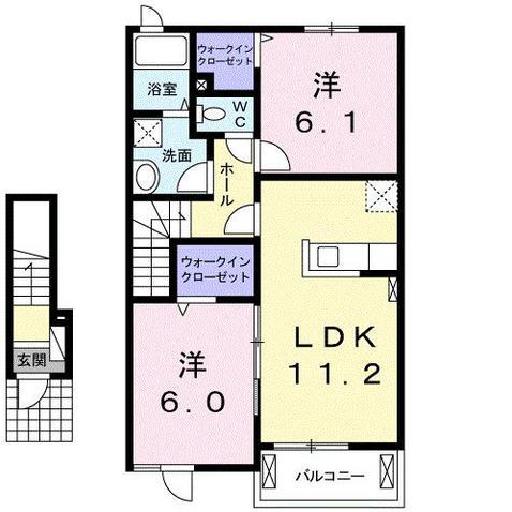 ウォークイン
クローゼット
浴室
洋
6.1
WC
洗面
ホール
ウォークイン
クローゼット
LDK
11.2
洋
6.0
玄関
バルコニー